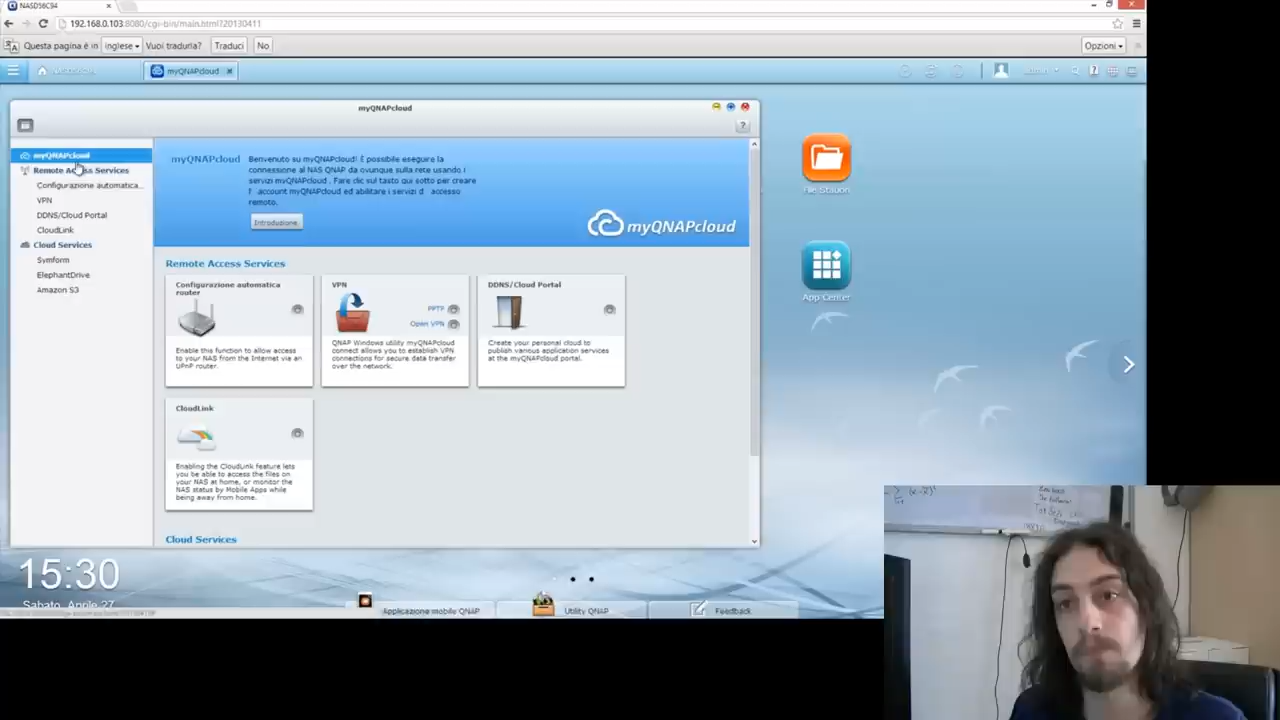 NASD58C94
192.168.0.103:8080/cgi-bin/main.html?20130411
Questa pagina è in inglese Vuoi tradurla? Traduci No Opzioni
myQNAPcloud
myQNAPcloud
myQNAPcloud
Remote Access Services
Configurazione automatica...
VPN
DDNS/Cloud Portal
CloudLink
Cloud Services
Symform
ElephantDrive
Amazon S3
myQNAPcloud
Benvenuto su myQNAPcloud! È possibile eseguire la
connessione al NAS QNAP da ovunque sulla rete usando i
servizi myQNAPcloud . Fare clic sul tasto qui sotto per creare
l' account myQNAPcloud ed abilitare i servizi d' accesso
remoto.
Introduzione
myQNAPcloud
Remote Access Services
Configurazione automatica
router
Enable this function to allow access
to your NAS from the Internet via an
UPnP router.
VPN
PPTP
Open VPN
QNAP Windows utility myQNAPcloud
connect allows you to establish VPN
connections for secure data transfer
over the network.
DDNS/Cloud Portal
Create your personal cloud to
publish various application services
at the myQNAPcloud portal.
CloudLink
Enabling the CloudLink feature lets
you be able to access the files on
your NAS at home, or monitor the
NAS status by Mobile Apps while
being away from home.
Cloud Services
File Station
App Center
15:30
Sabato, Aprile 27
Applicazione mobile QNAP
Utility QNAP
Feedback